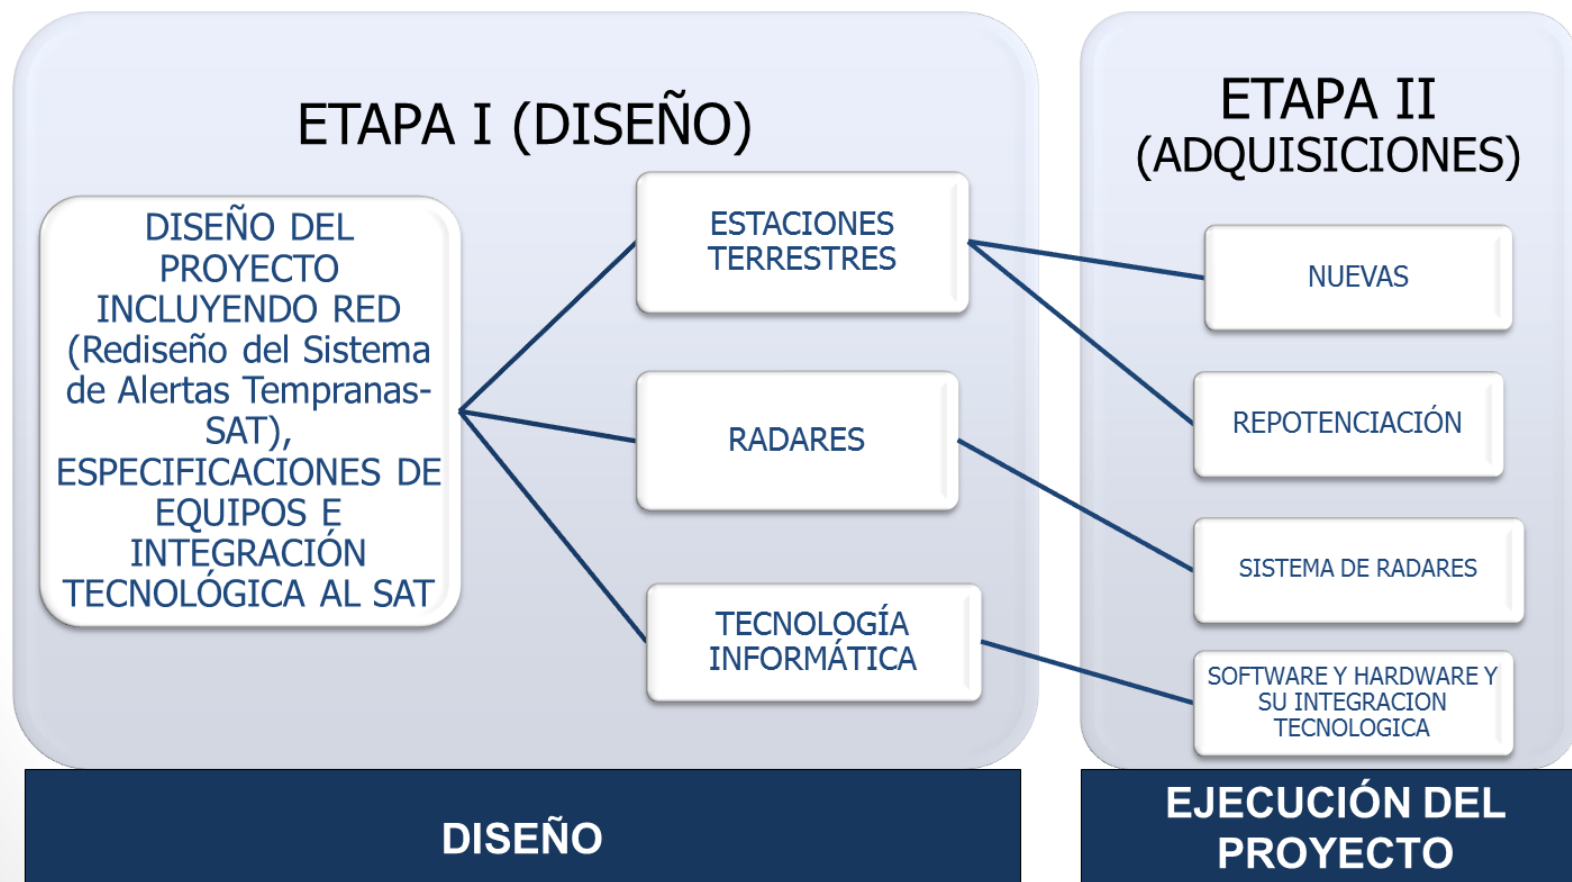 ETAPA I (DISEÑO)
DISEÑO DEL
PROYECTO
INCLUYENDO RED
(Rediseño del Sistema
de Alertas Tempranas-
SAT),
ESPECIFICACIONES DE
EQUIPOS E
INTEGRACIÓN
TECNOLÓGICA AL SAT
ESTACIONES
TERRESTRES
RADARES
TECNOLOGÍA
INFORMÁTICA
DISEÑO
ETAPA II
(ADQUISICIONES)
NUEVAS
REPOTENCIACIÓN
SISTEMA DE RADARES
SOFTWARE Y HARDWARE Y
SU INTEGRACION
TECNOLOGICA
EJECUCIÓN DEL
PROYECTO